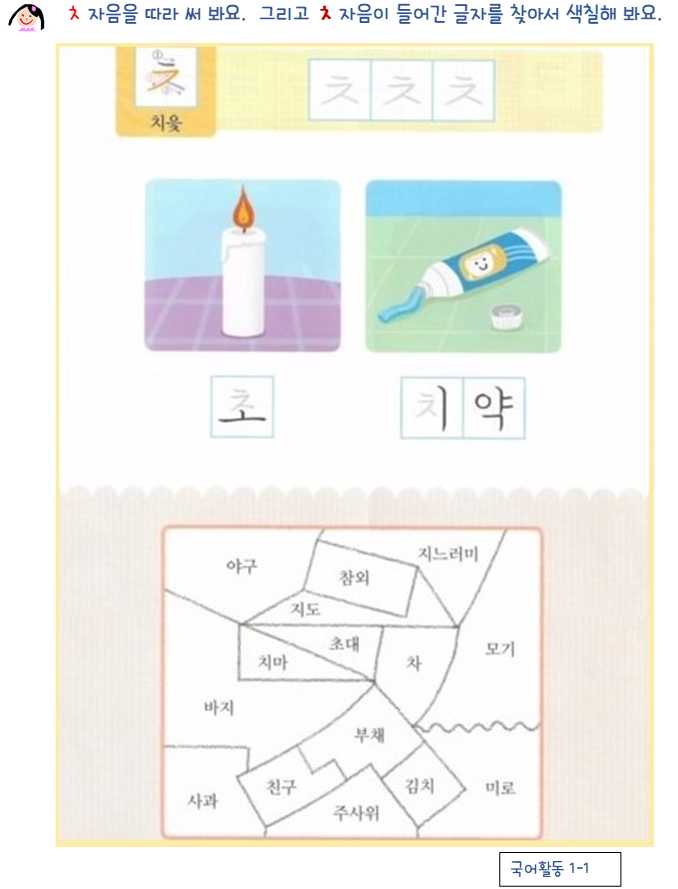 ㅊ 자음을 따라 써 봐요. 그리고 ㅊ 자음이 들어간 글자를 찾아서 색칠해 봐요.
ㅊ
치읓
ㅊ ㅊ ㅊ
초
치약
야구
지느러미
참외
지도
초대
치마
차
모기
바지
부채
친구
김치
미로
사과
주사위
국어활동 1-1